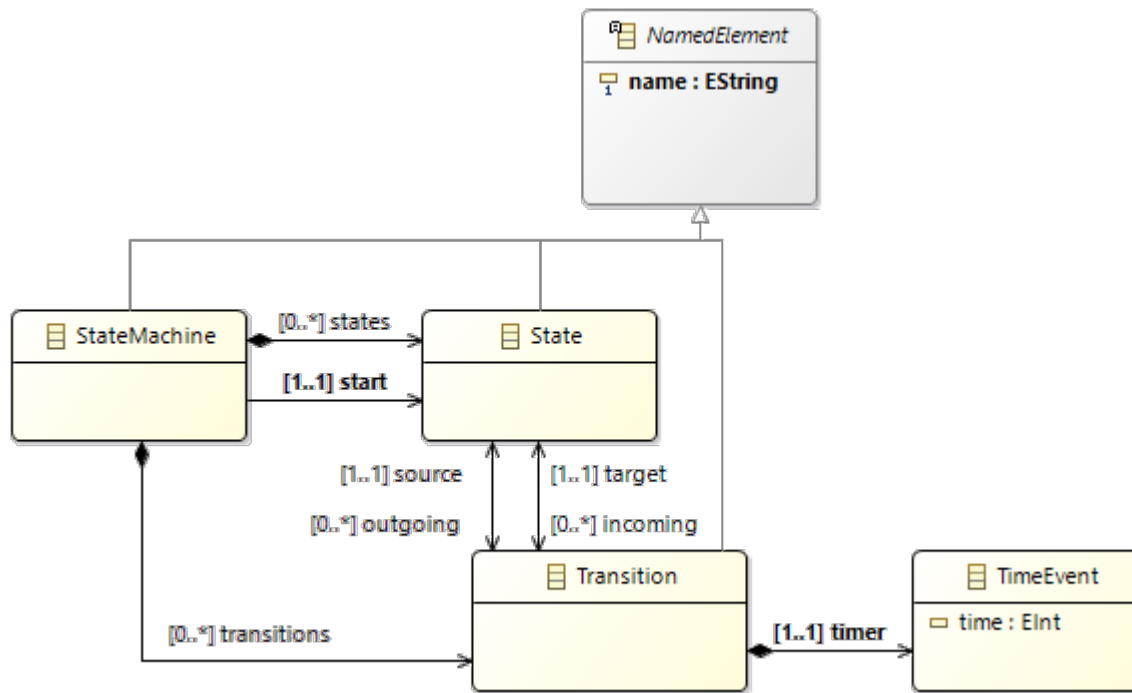 NamedElement
name : EString
StateMachine
[0..*] states
State
[1..1] start
[1..1] source
[1..1] target
[0..*] outgoing
[0..*] incoming
Transition
TimeEvent
[0..*] transitions
[1..1] timer
time : EInt